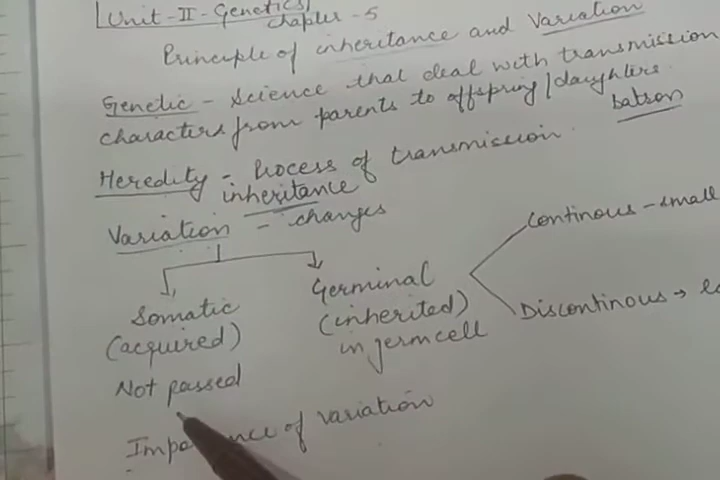 Unit-II-Genetics
chapter-5
Principle of inheritance and Variation
Genetic - Science that deal with transmission
characters from parents to offspring/daughters
batson
Heredity - Process of transmission
inheritance
Variation - changes
Somatic
(acquired)
Not passed
Germinal
(inherited)
in germcell
Continous - small
Discontinous →
of variation